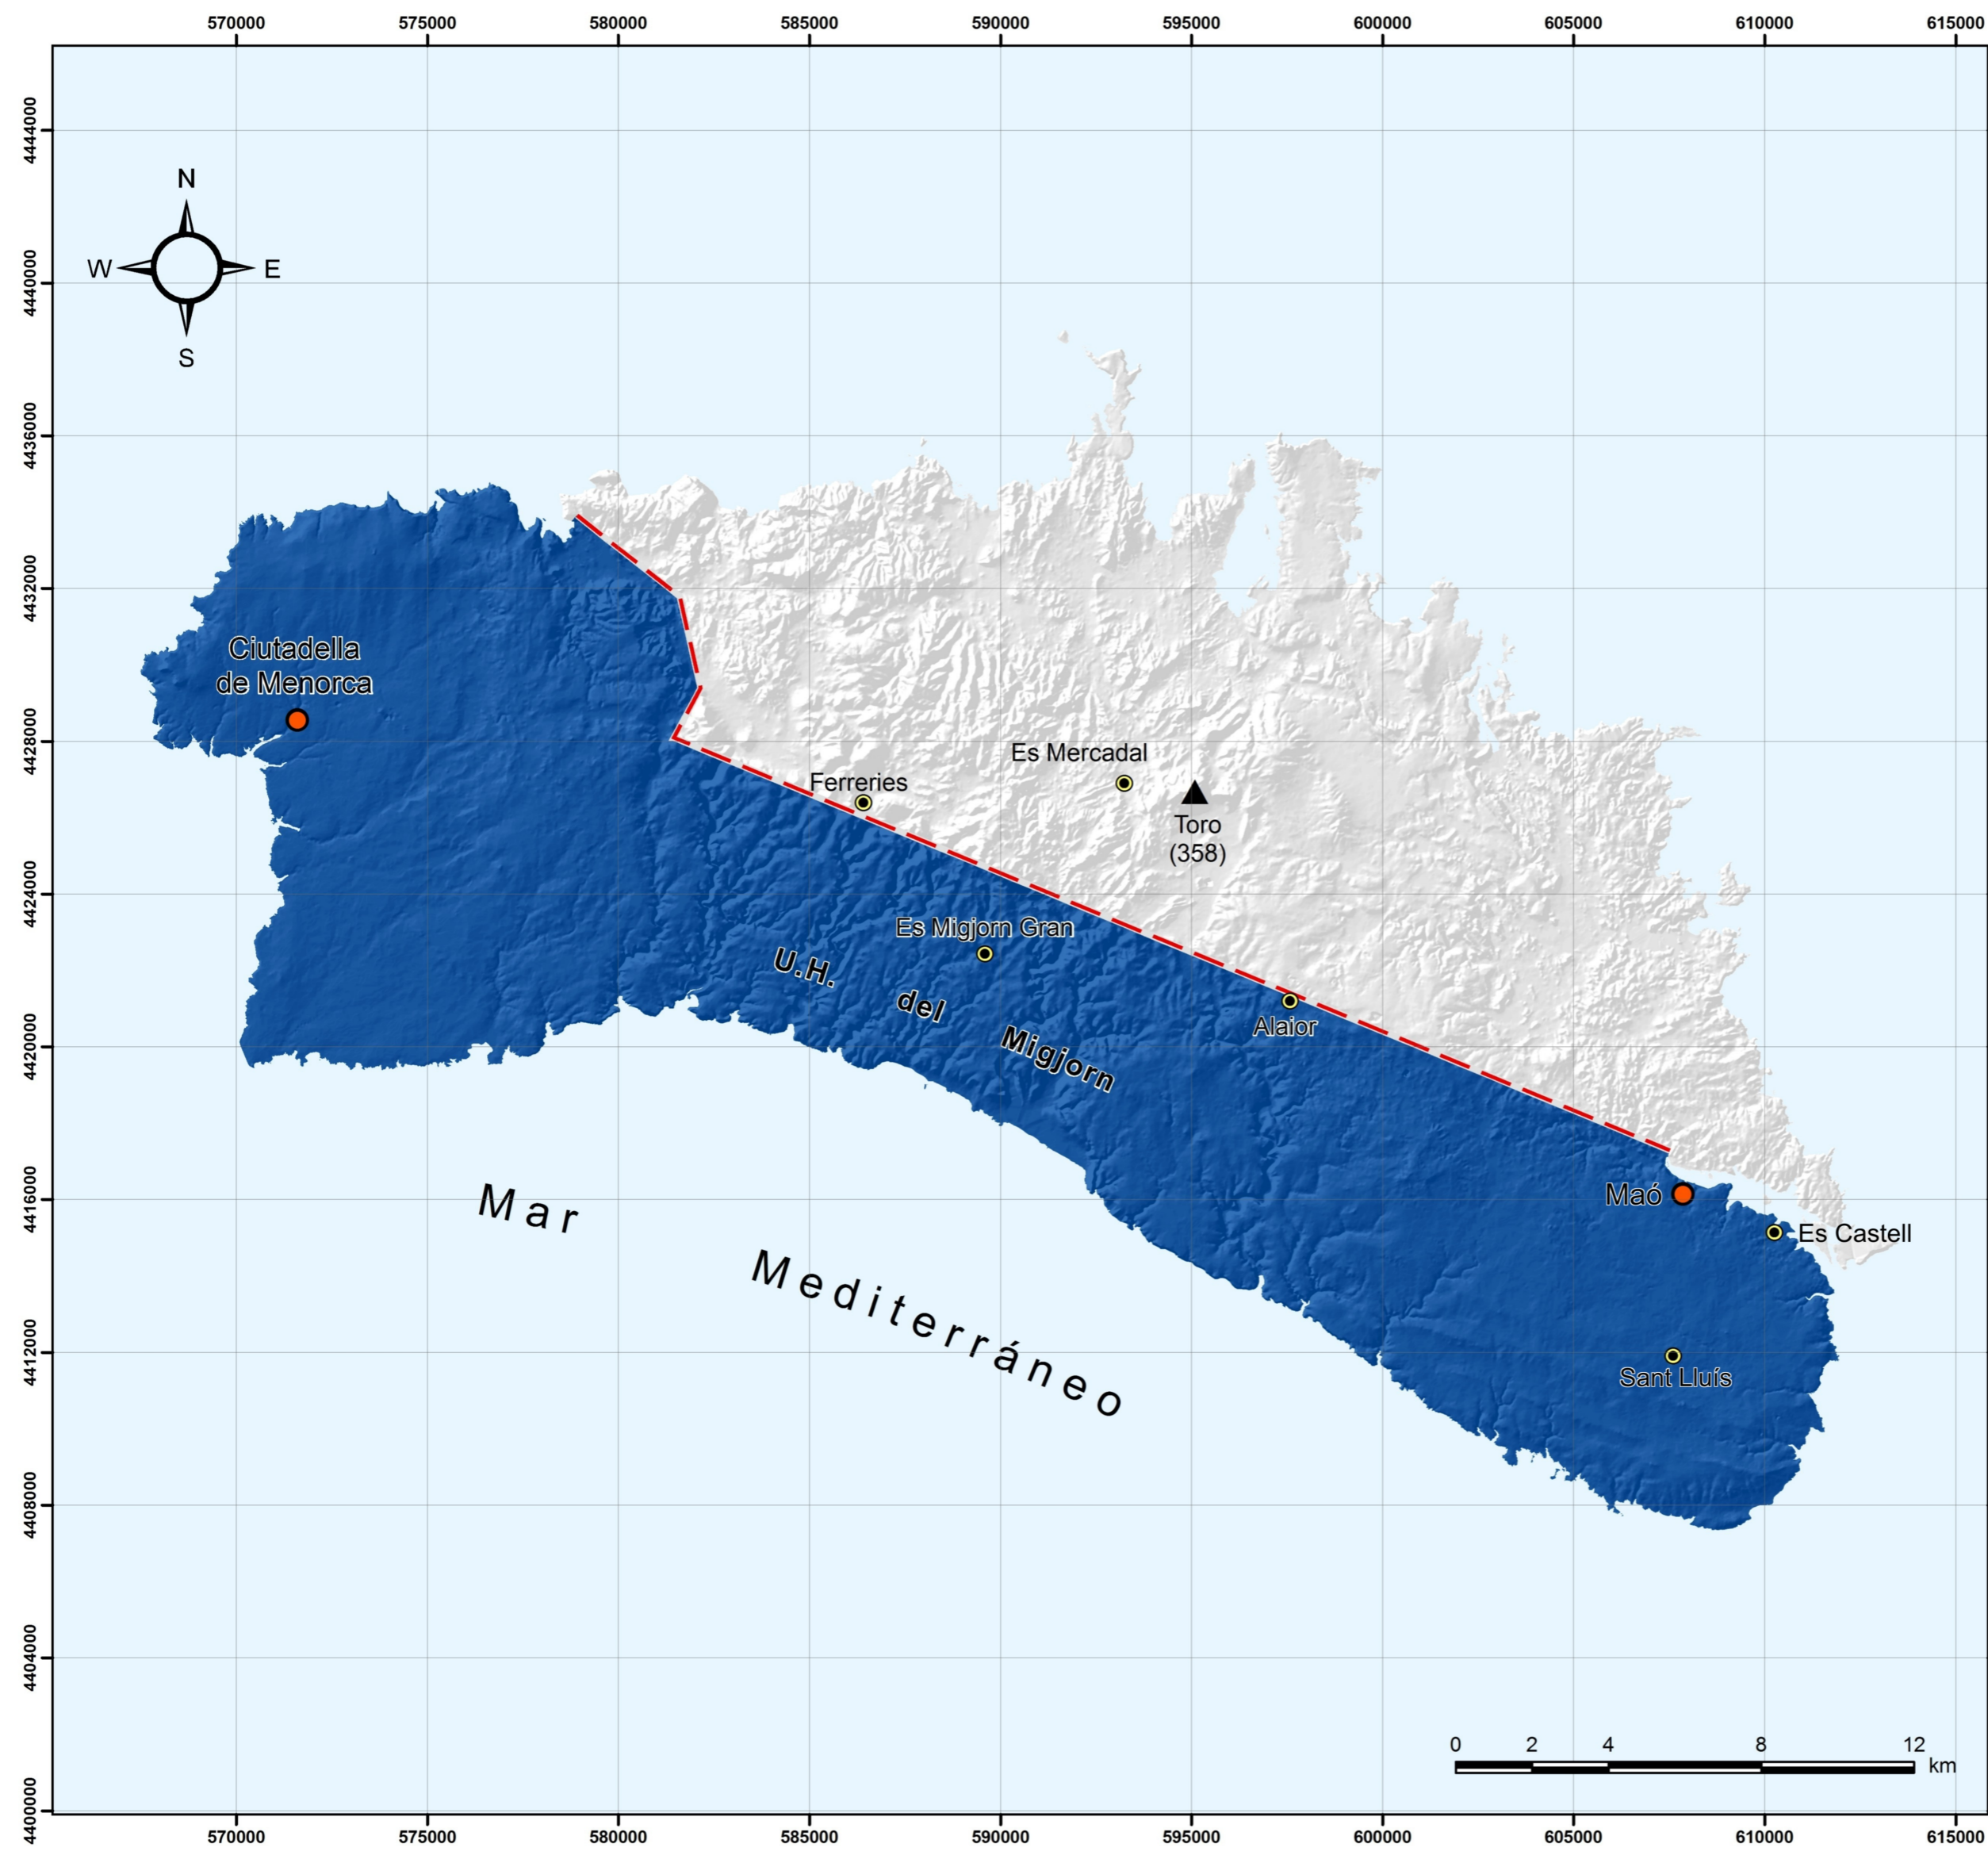 570000 575000 580000 585000 590000 595000 600000 605000 610000 615000
4444000
4440000
4436000
4432000
4428000
4424000
4420000
4416000
4412000
4408000
4404000
4400000
N
W E
S
Ciutadella
de Menorca
Es Mercadal
Ferreries
Toro
(358)
Es Migjorn Gran
U.H.
del
Migjorn
Alaior
Maó
Es Castell
Sant Lluís
Mar
Mediterráneo
0 2 4 8 12
km
570000 575000 580000 585000 590000 595000 600000 605000 610000 615000